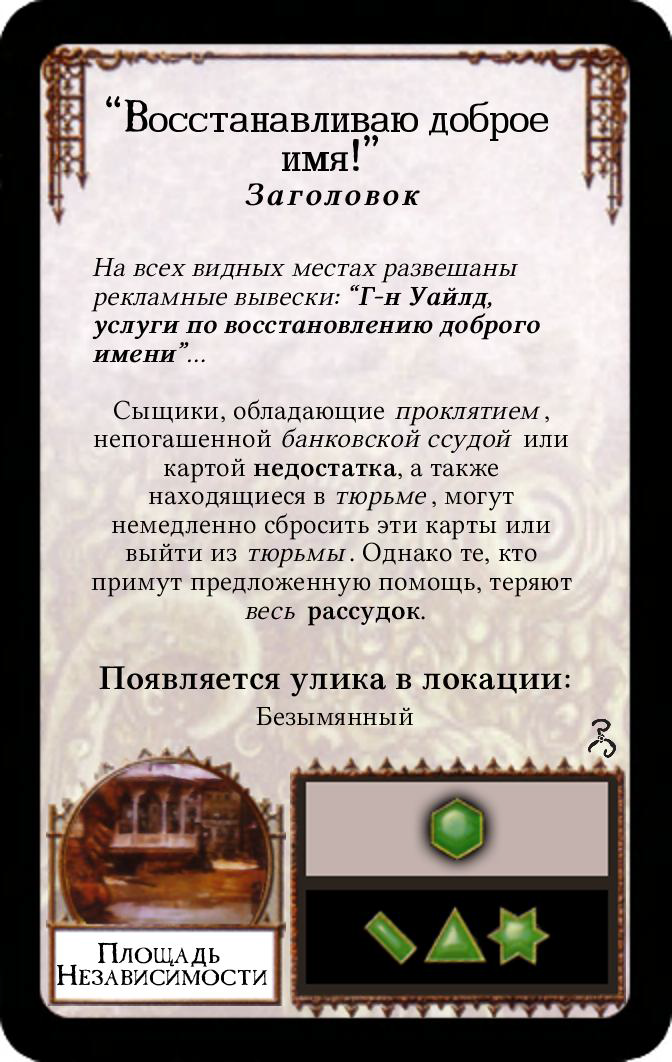 “Восстанавливаю доброе
имя!”
Заголовок
На всех видных местах развешаны
рекламные вывески: “Г-н Уайлд,
услуги по восстановлению доброго
имени”...
Сыщики, обладающие проклятием ,
непогашенной банковской ссудой или
картой недостатка, а также
находящиеся в тюрьме , могут
немедленно сбросить эти карты или
выйти из тюрьмы . Однако те, кто
примут предложенную помощь, теряют
весь рассудок.
Появляется улика в локации:
Безымянный
Площадь
Независимости